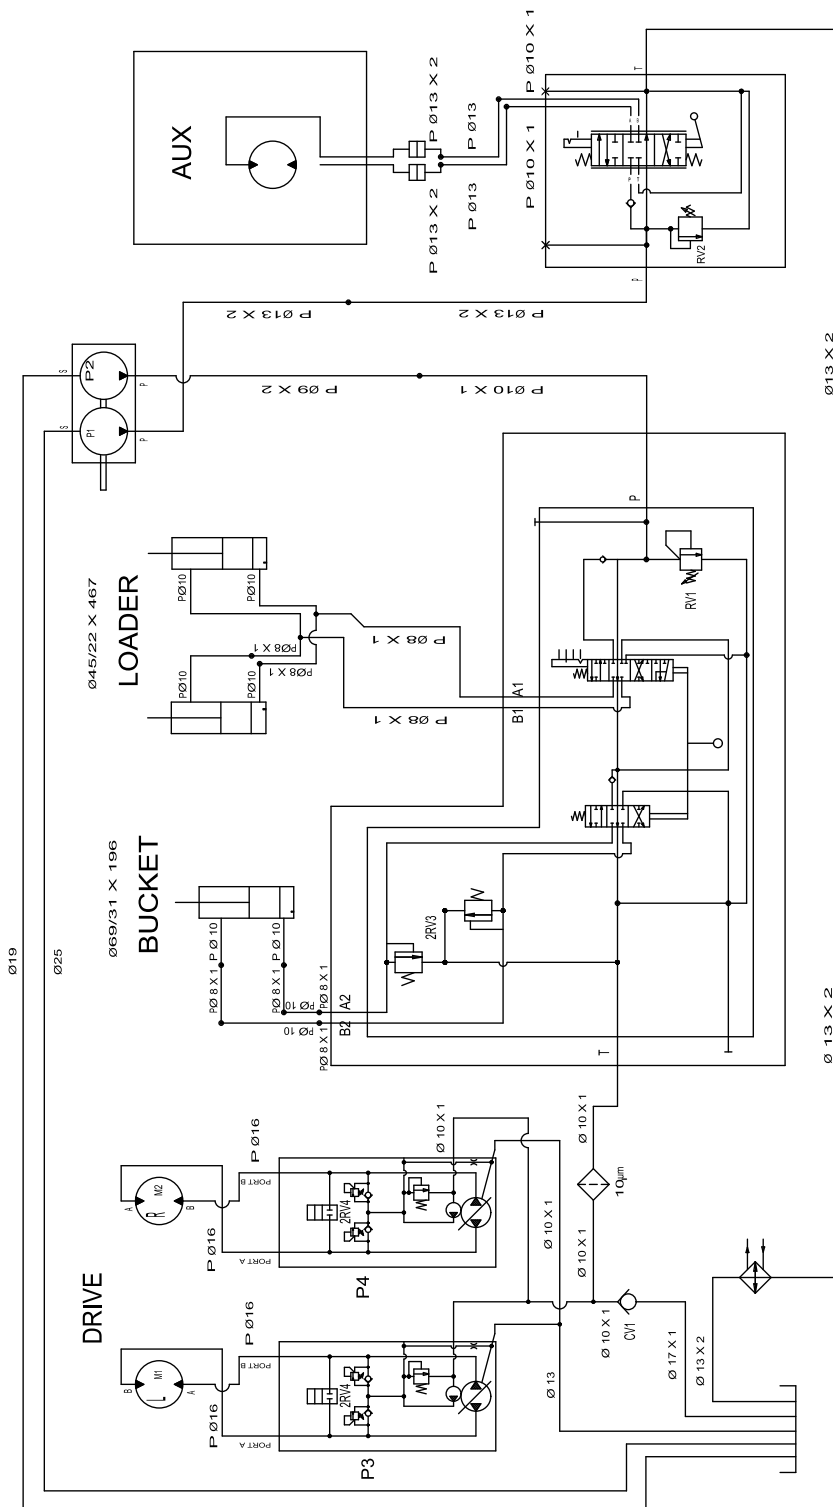 P Ø10 X 1
T
AUX
P Ø13 X 2
P Ø13
P Ø10 X 1
A
B
P
T
P Ø13 X 2
P Ø13
RV2
P
P Ø13 X 2
P Ø13 X 2
Ø13 X 2
S
P2
P
P Ø9 X 2
P Ø10 X 1
S
P1
P
P
Ø45/22 X 467
LOADER
PØ10
PØ10
PØ10
PØ10
PØ8 X 1
PØ8 X 1
P Ø8 X 1
P Ø8 X 1
A1
B1
RV1
Ø69/31 X 196
BUCKET
Ø19
Ø25
P Ø 10
P Ø 10
PØ 8 X 1
PØ 8 X 1
PØ 10
PØ 10
PØ 8 X 1
PØ 8 X 1
A2
B2
2RV3
T
Ø 13 X 2
DRIVE
A
R
M2
B
P Ø16
P Ø16
PORT B
PORT A
2RV4
P4
Ø 10 X 1
Ø 10 X 1
Ø 10 X 1
10µm
Ø 10 X 1
B
L
M1
A
P Ø16
P Ø16
PORT B
PORT A
2RV4
P3
Ø 13
Ø 10 X 1
CV1
Ø 17 X 1
Ø 13 X 2